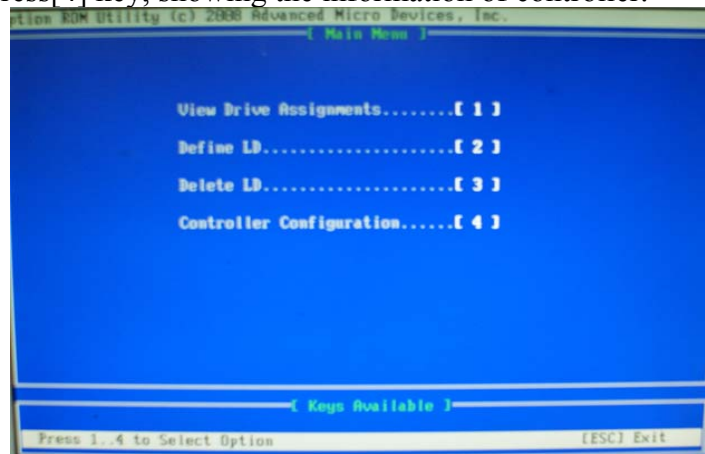 ress[4] key, showing the information of controller.
tion ROM Utility (c) 2008 Advanced Micro Devices, Inc.
[ Main Menu ]
View Drive Assignments........[ 1 ]
Define LD.....................[ 2 ]
Delete LD.....................[ 3 ]
Controller Configuration......[ 4 ]
[ Keys Available ]
Press 1..4 to Select Option [ESC] Exit